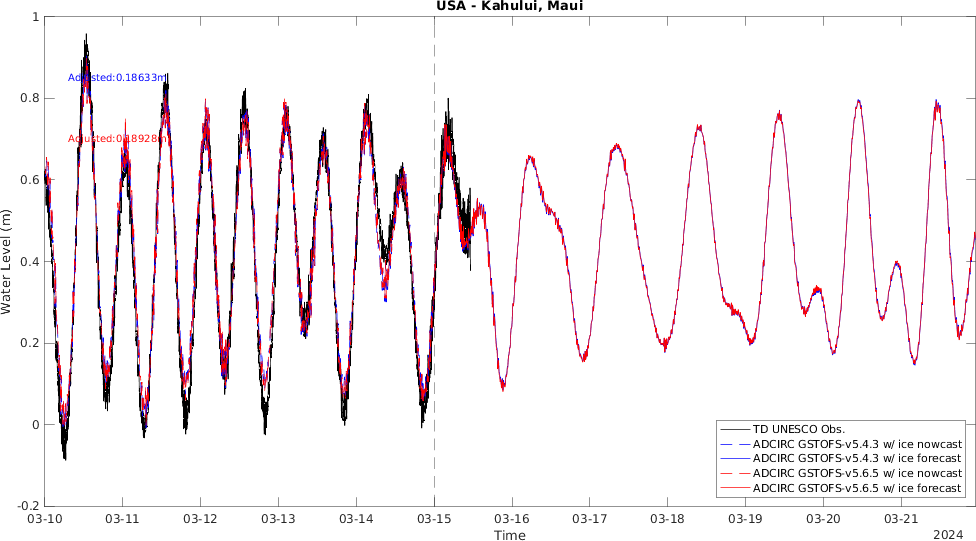 USA - Kahului, Maui
1
0.8
0.6
0.4
0.2
0
-0.2
Water Level (m)
Adjusted:0.18633m
Adjusted:0.18928m
TD UNESCO Obs.
ADCIRC GSTOFS-v5.4.3 w/ ice nowcast
ADCIRC GSTOFS-v5.4.3 w/ ice forecast
ADCIRC GSTOFS-v5.6.5 w/ ice nowcast
ADCIRC GSTOFS-v5.6.5 w/ ice forecast
03-10 03-11 03-12 03-13 03-14 03-15 03-16 03-17 03-18 03-19 03-20 03-21
Time
2024